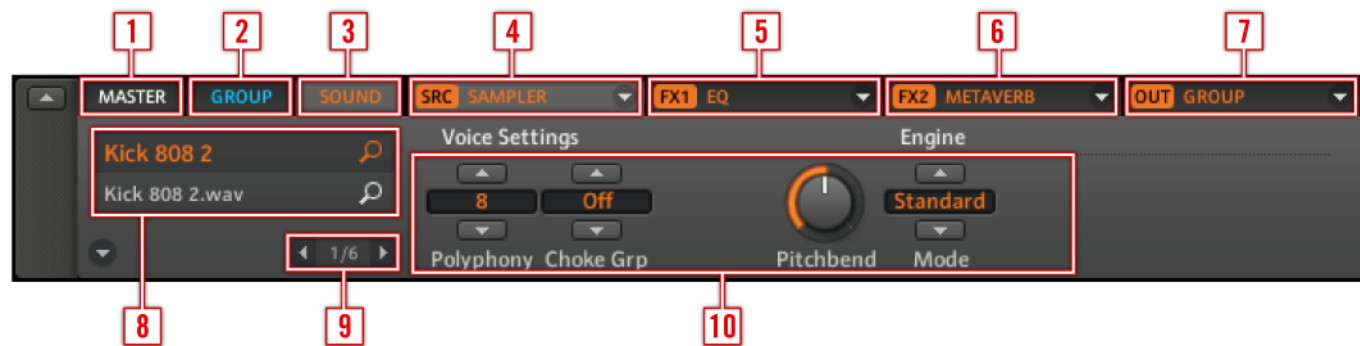 1 2 3 4 5 6 7
MASTER GROUP SOUND SRC SAMPLER FX1 EQ FX2 METAVERB OUT GROUP
Voice Settings Engine
Kick 808 2
Kick 808 2.wav
8 Off Standard
1/6
Polyphony Choke Grp Pitchbend Mode
8 9 10